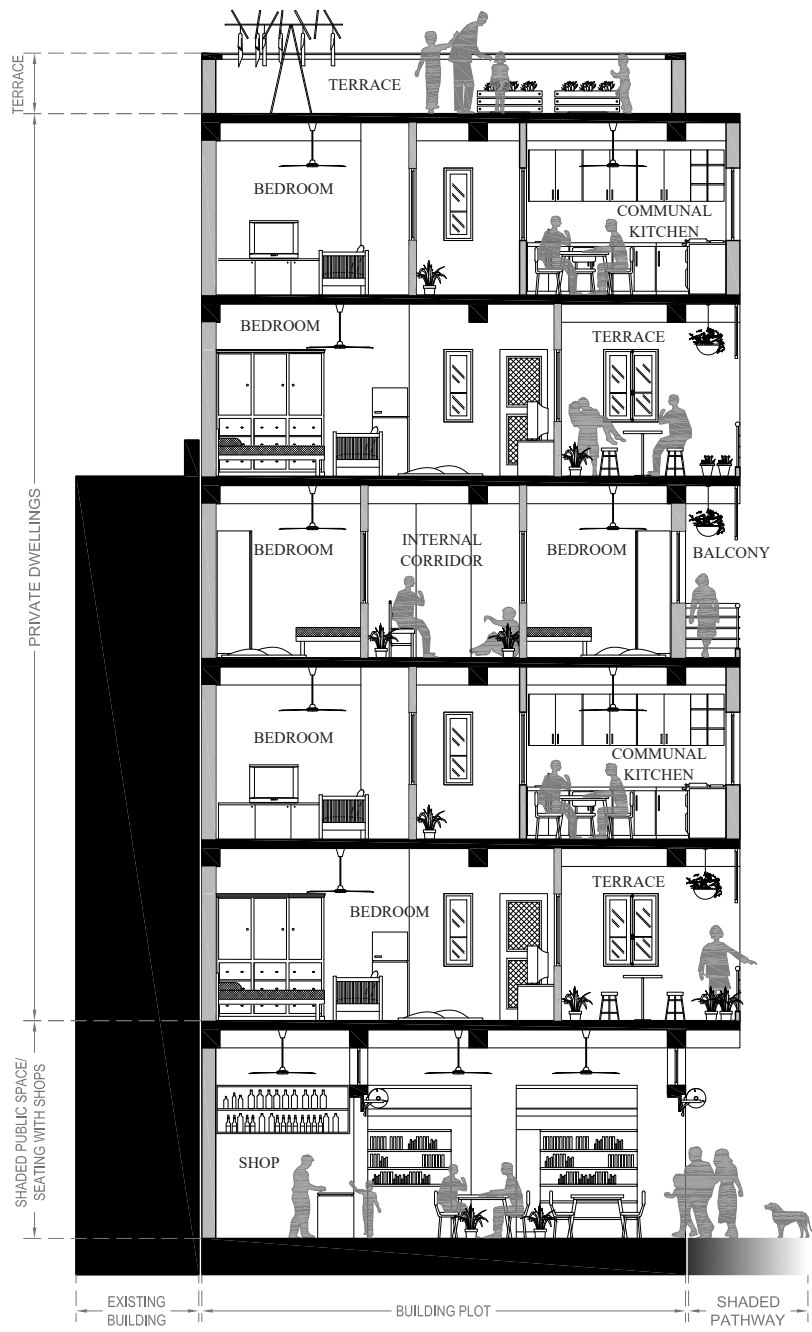 TERRACE
TERRACE
BEDROOM
COMMUNAL
KITCHEN
BEDROOM
TERRACE
PRIVATE DWELLINGS
BEDROOM
INTERNAL
CORRIDOR
BEDROOM
BALCONY
BEDROOM
COMMUNAL
KITCHEN
BEDROOM
TERRACE
SHADED PUBLIC SPACE/
SEATING WITH SHOPS
SHOP
EXISTING
BUILDING
BUILDING PLOT
SHADED
PATHWAY